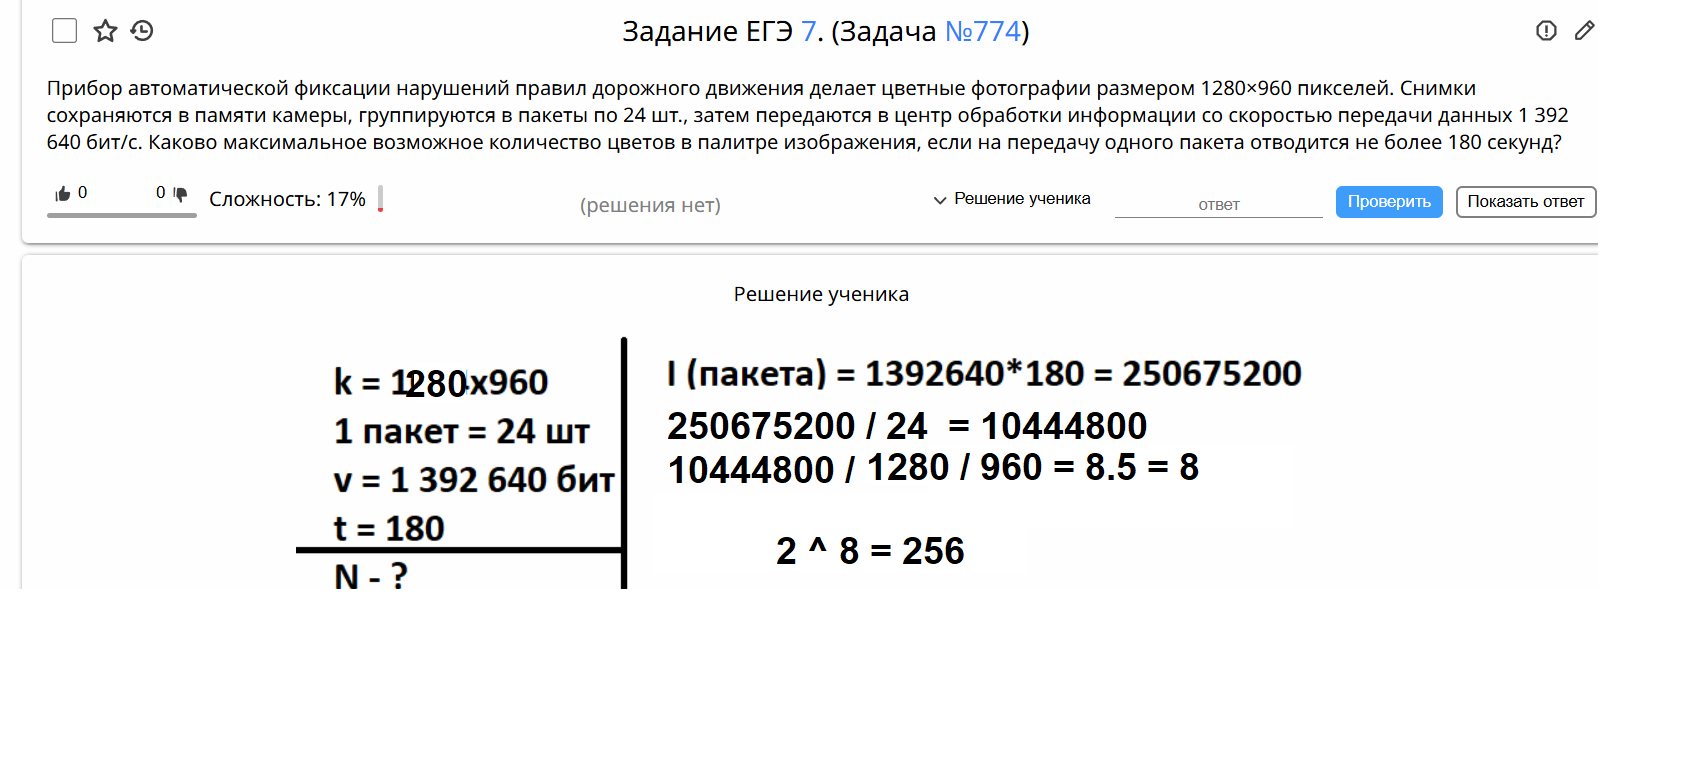 Задание ЕГЭ 7. (Задача №774)
Прибор автоматической фиксации нарушений правил дорожного движения делает цветные фотографии размером 1280×960 пикселей. Снимки
сохраняются в памяти камеры, группируются в пакеты по 24 шт., затем передаются в центр обработки информации со скоростью передачи данных 1 392
640 бит/с. Каково максимальное возможное количество цветов в палитре изображения, если на передачу одного пакета отводится не более 180 секунд?
0 0 Сложность: 17% (решения нет) Решение ученика ответ Проверить Показать ответ
Решение ученика
k = 1280x960
1 пакет = 24 шт
v = 1 392 640 бит
t = 180
N - ?
I (пакета) = 1392640*180 = 250675200
250675200 / 24 = 10444800
10444800 / 1280 / 960 = 8.5 = 8
2 ^ 8 = 256